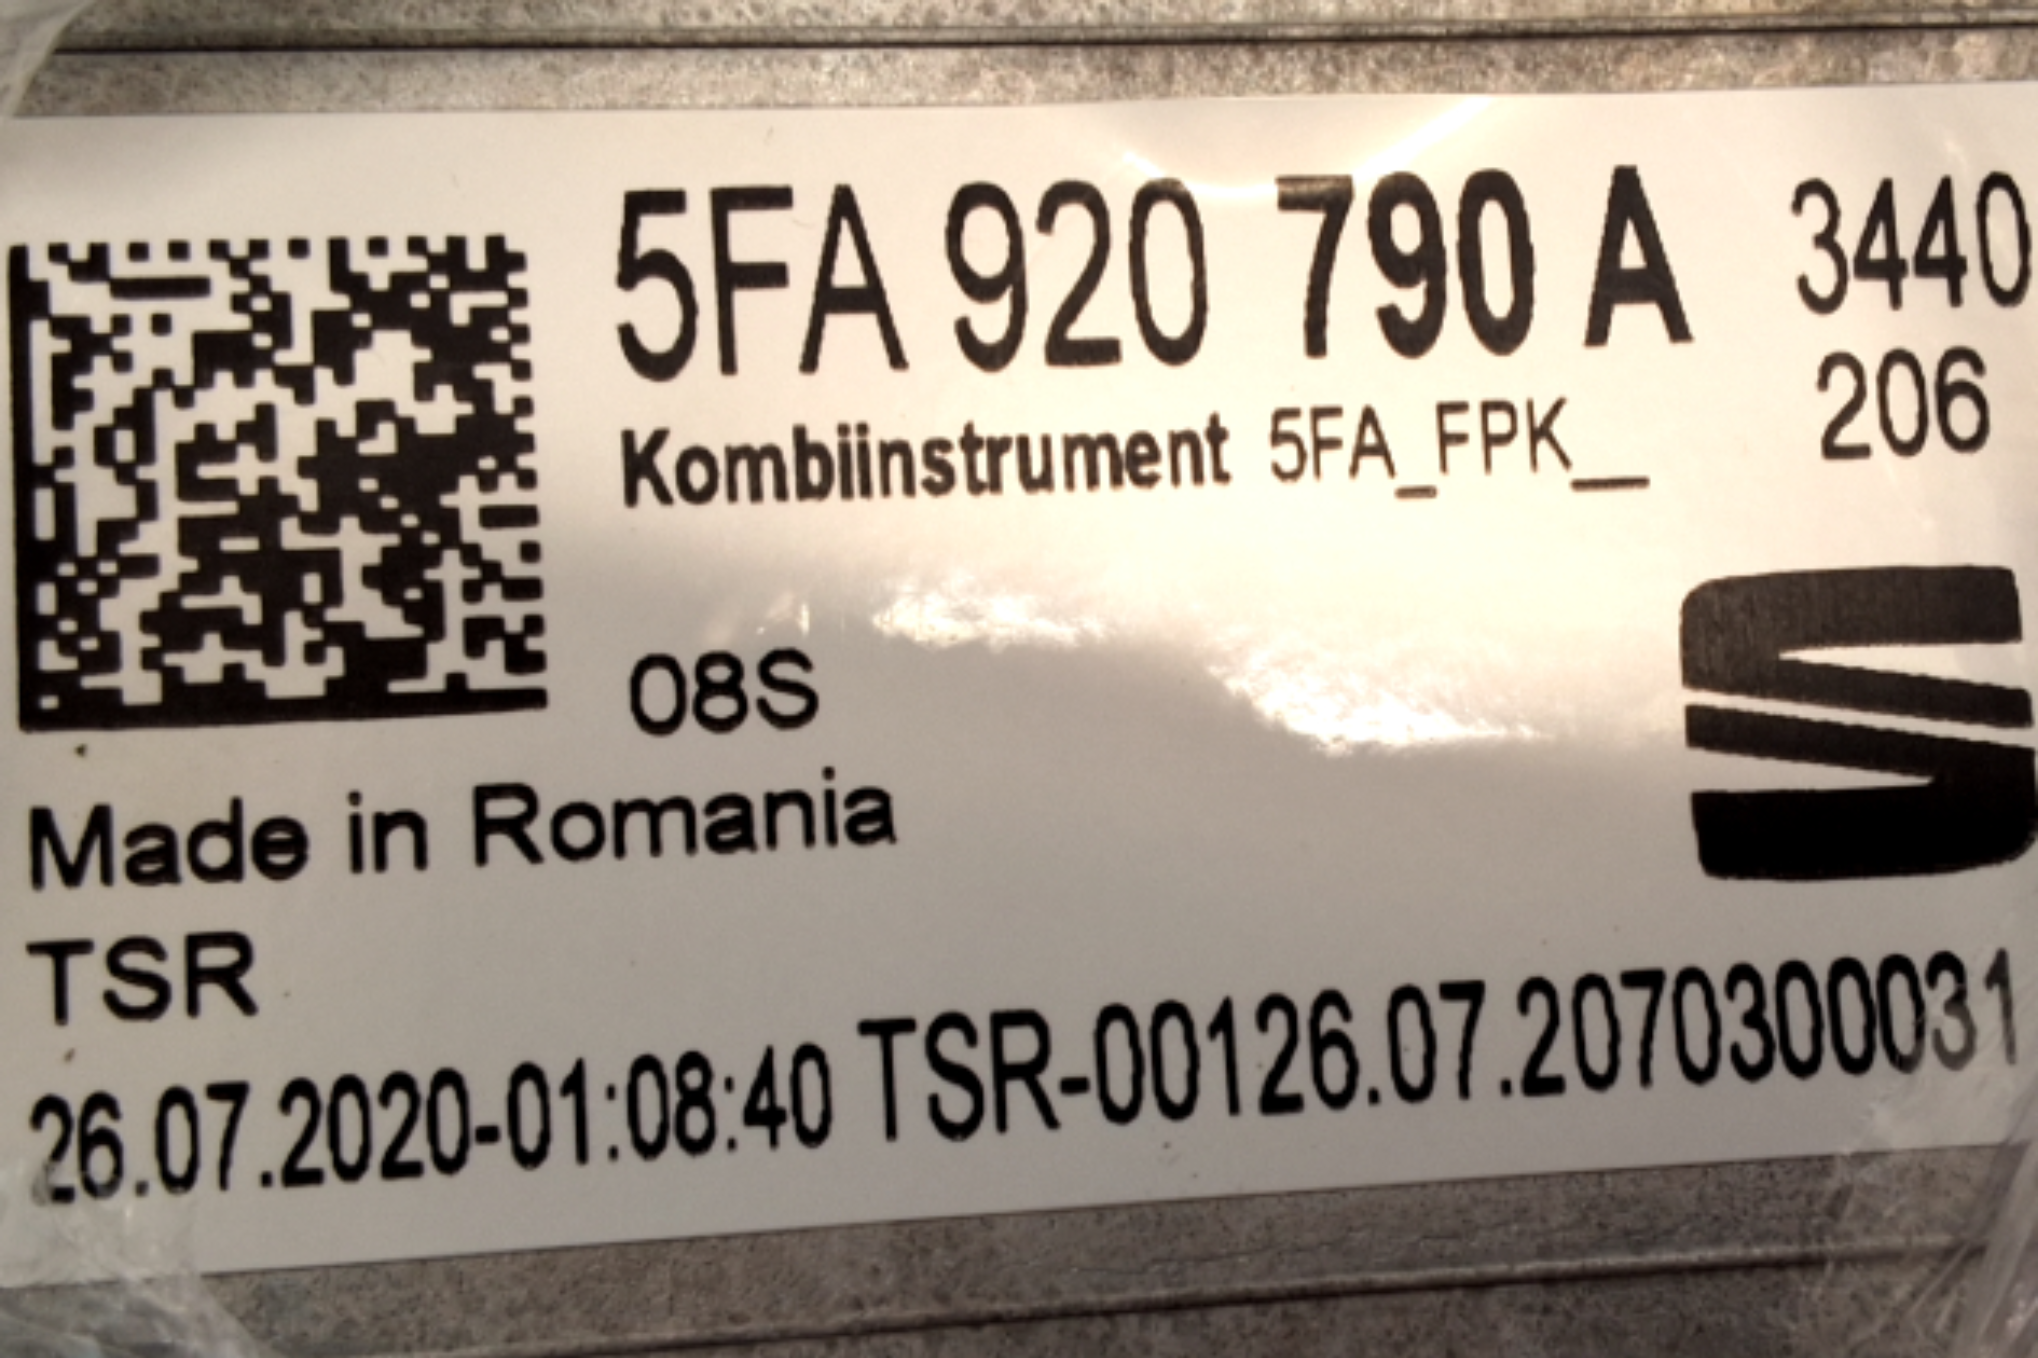 5FA 920 790 A 3440
Kombiinstrument 5FA_FPK__ 206
08S
Made in Romania
TSR
26.07.2020-01:08:40 TSR-00126.07.2070300031